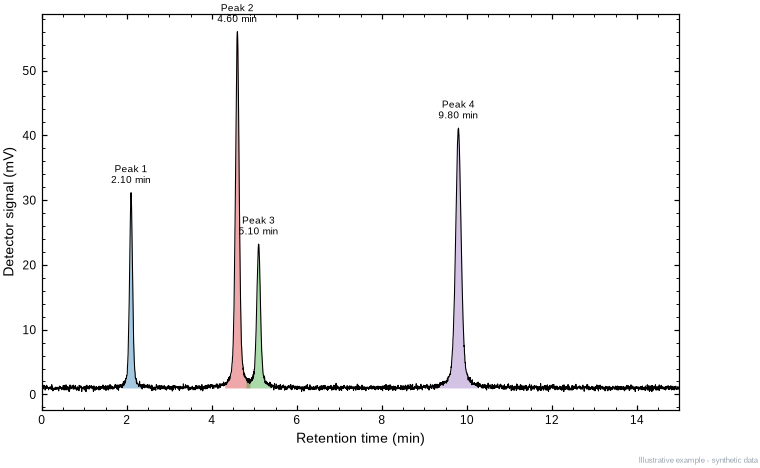 Peak 2
4.60 min
Peak 4
9.80 min
Peak 1
2.10 min
Peak 3
5.10 min
Detector signal (mV)
50
40
30
20
10
0
0 2 4 6 8 10 12 14
Retention time (min)
Illustrative example - synthetic data